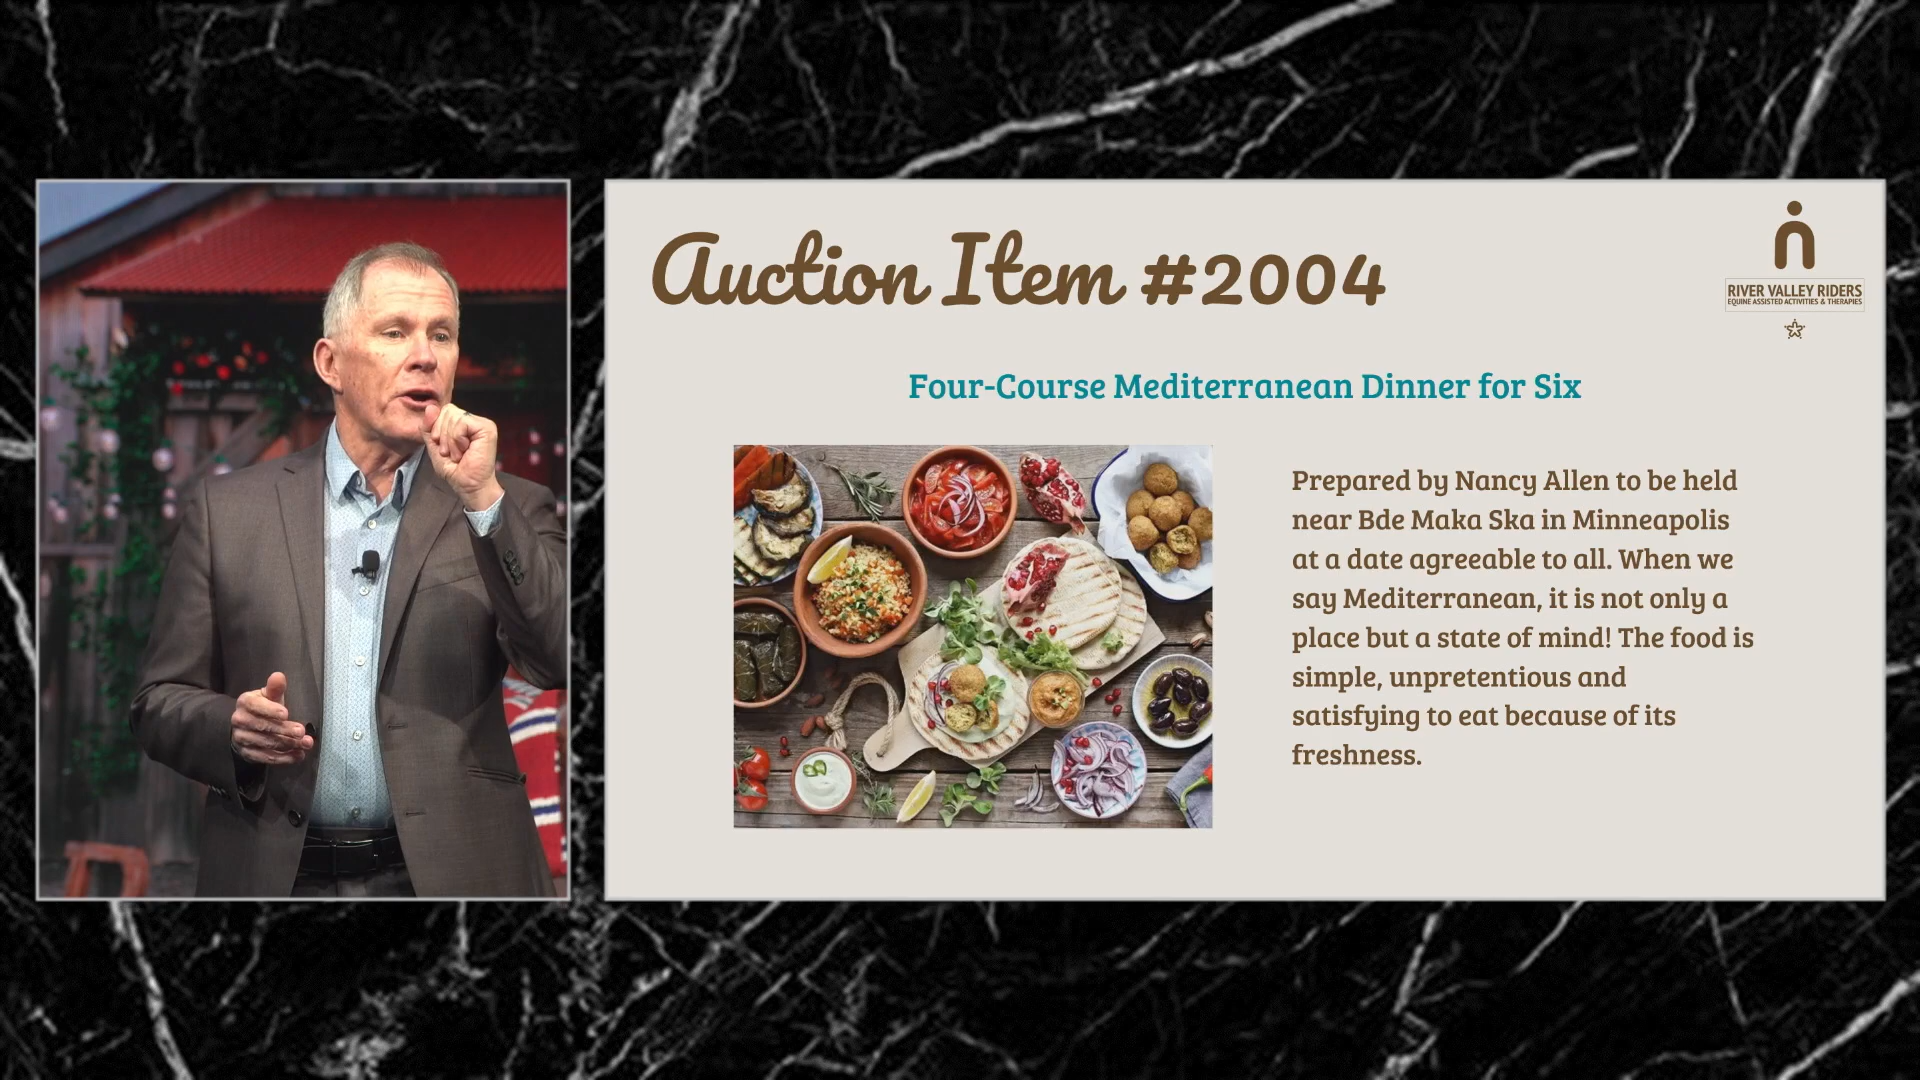 Auction Item #2004
RIVER VALLEY RIDERS
EQUINE ASSISTED ACTIVITIES & THERAPIES
Four-Course Mediterranean Dinner for Six
Prepared by Nancy Allen to be held
near Bde Maka Ska in Minneapolis
at a date agreeable to all. When we
say Mediterranean, it is not only a
place but a state of mind! The food is
simple, unpretentious and
satisfying to eat because of its
freshness.